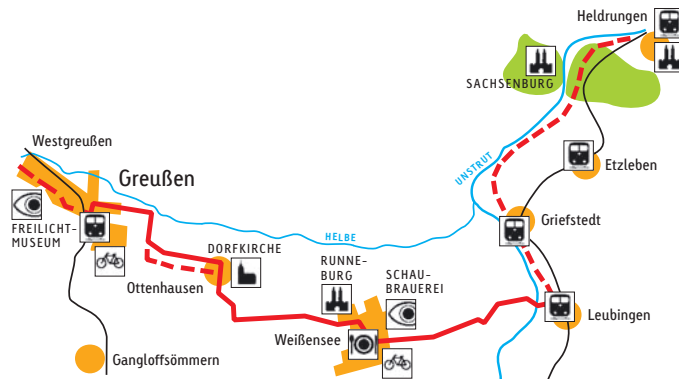 Heldrungen
SACHSENBURG
Westgreußen
Greußen
Etzleben
UNSTRUT
FREILICHT-
MUSEUM
Griefstedt
HELBE
DORFKIRCHE
RUNNE-
BURG
SCHAU-
BRAUEREI
Ottenhausen
Leubingen
Weißensee
Gangloffsömmern